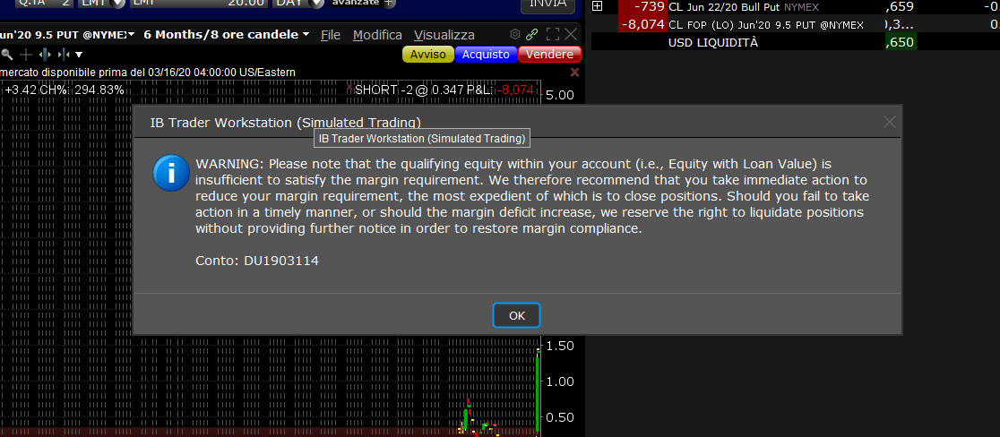 Q.TÀ 2 LMT LMT 20.00 DAY avanzate + INVIA
Jun'20 9.5 PUT @NYMEX 6 Months/8 ore candele File Modifica Visualizza
Avviso Acquisto Vendere
mercato disponibile prima del 03/16/20 04:00:00 US/Eastern
+3.42 CH%: 294.83% SHORT -2 @ 0.347 P&L: -8,074
5.00
-739 CL Jun 22/20 Bull Put NYMEX ,659 -0
-8,074 CL FOP (LO) Jun'20 9.5 PUT @NYMEX 0,3... 0.
USD LIQUIDITÀ ,650
IB Trader Workstation (Simulated Trading)
IB Trader Workstation (Simulated Trading)
WARNING: Please note that the qualifying equity within your account (i.e., Equity with Loan Value) is
insufficient to satisfy the margin requirement. We therefore recommend that you take immediate action to
reduce your margin requirement, the most expedient of which is to close positions. Should you fail to take
action in a timely manner, or should the margin deficit increase, we reserve the right to liquidate positions
without providing further notice in order to restore margin compliance.
Conto: DU1903114
OK
1.50
1.00
0.50